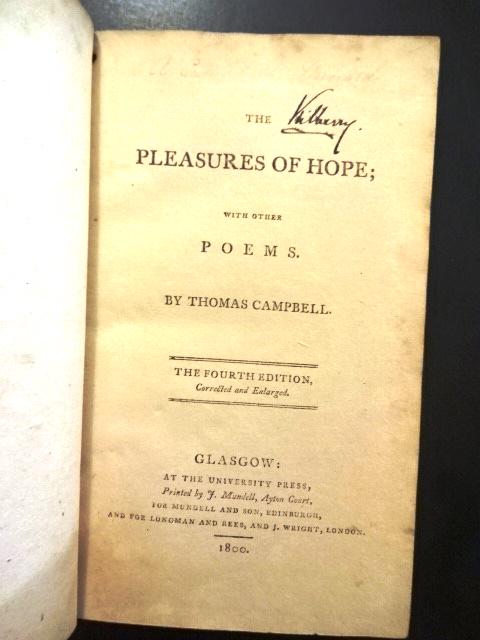 THE
Kilberry.
PLEASURES OF HOPE;
WITH OTHER
POEMS.
BY THOMAS CAMPBELL.
THE FOURTH EDITION,
Corrected and Enlarged.
GLASGOW:
AT THE UNIVERSITY PRESS,
Printed by J. Mundell, Ayton Court,
FOR MUNDELL AND SON, EDINBURGH,
AND FOR LONGMAN AND REES, AND J. WRIGHT, LONDON.
1800.